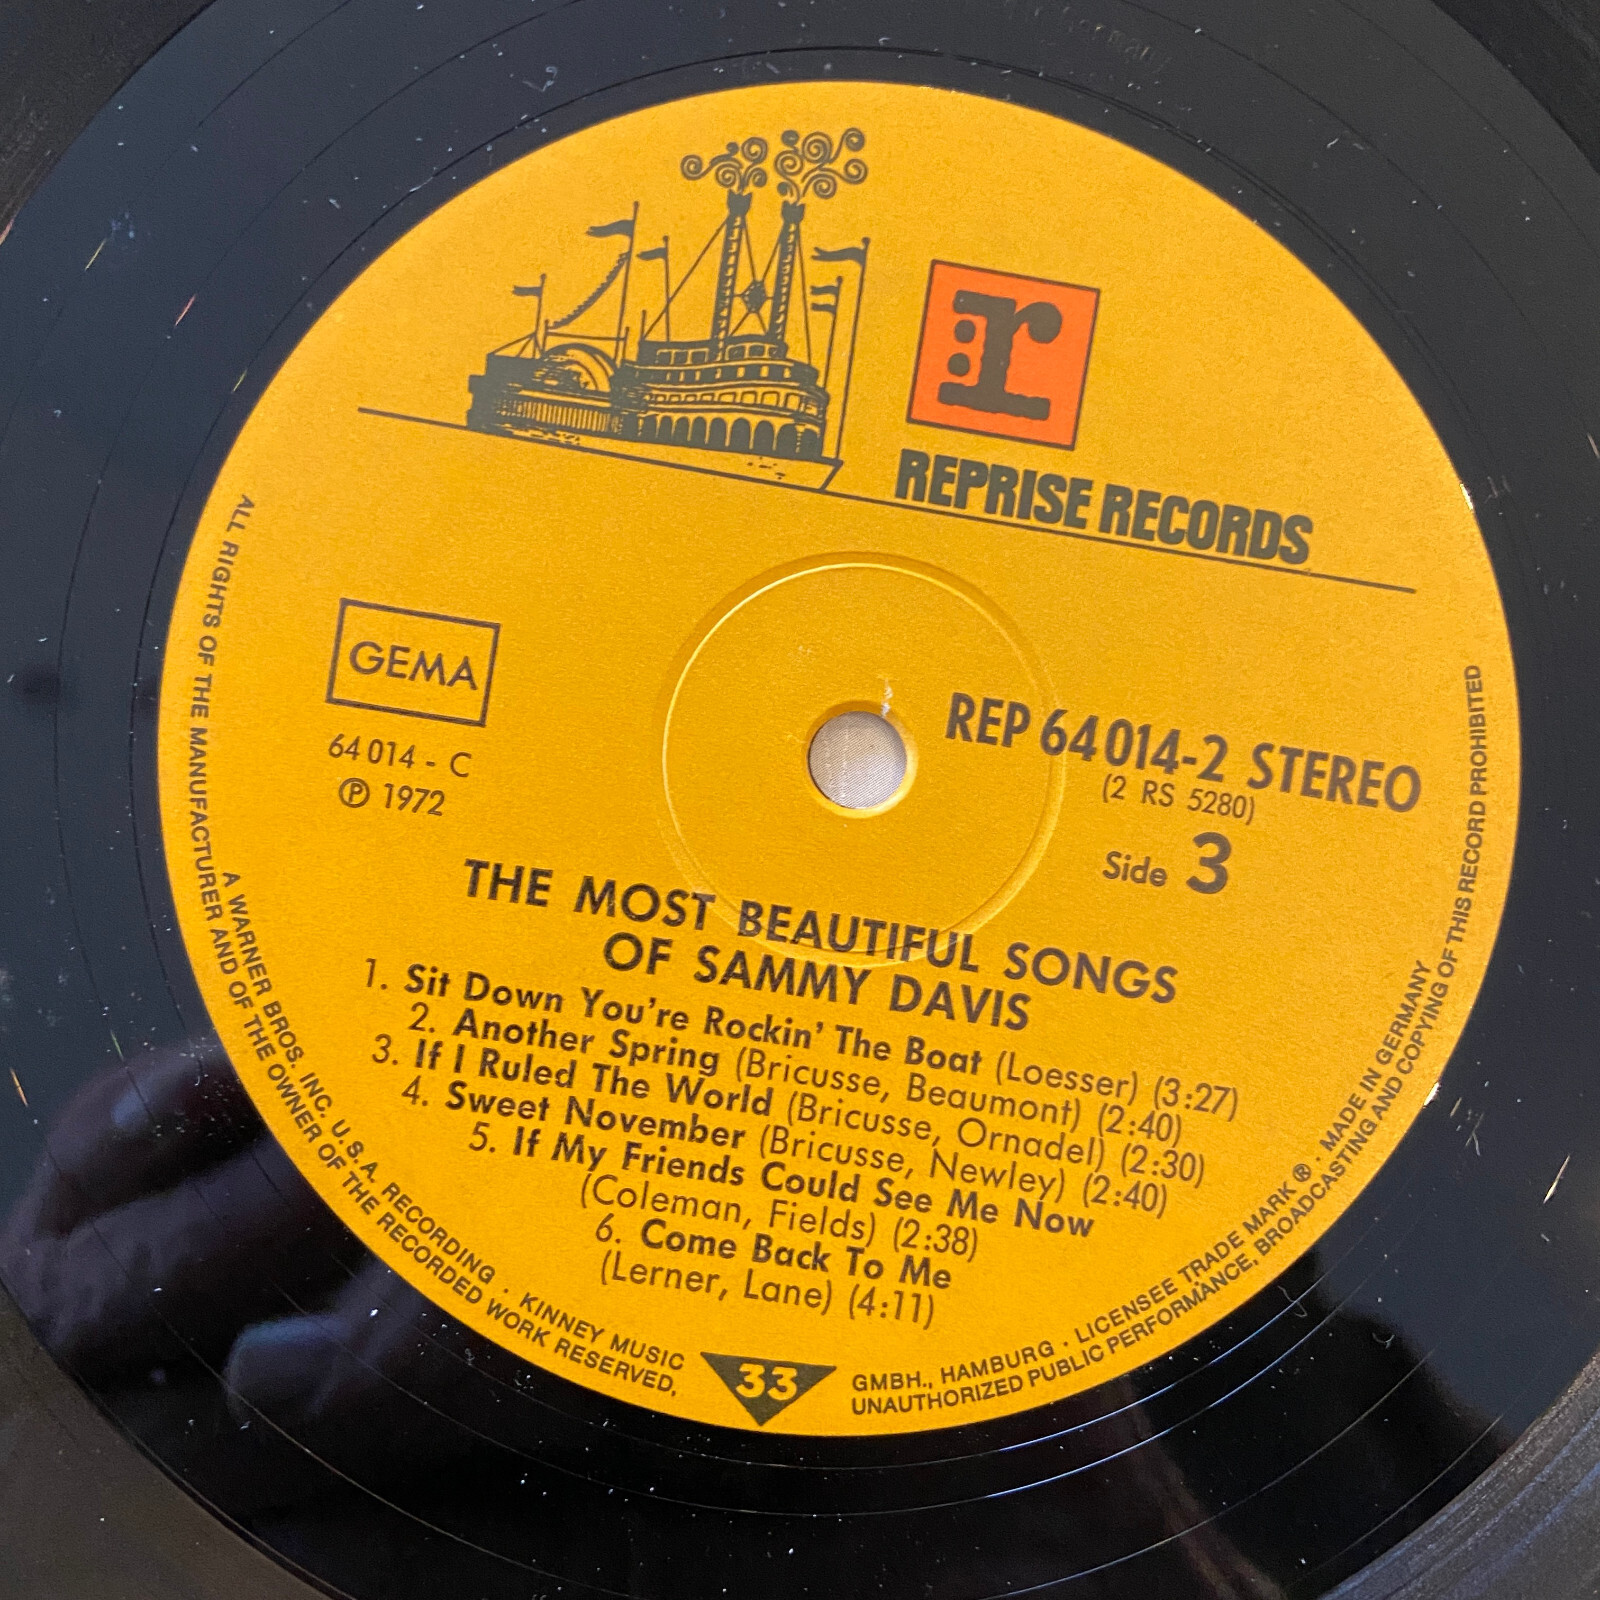 r
REPRISE RECORDS
GEMA
64 014 - C
Ⓟ 1972
REP 64 014-2 STEREO
(2 RS 5280)
Side 3
THE MOST BEAUTIFUL SONGS
OF SAMMY DAVIS
1. Sit Down You're Rockin' The Boat (Loesser) (3:27)
2. Another Spring (Bricusse, Beaumont) (2:40)
3. If I Ruled The World (Bricusse, Ornadel) (2:30)
4. Sweet November (Bricusse, Newley) (2:40)
5. If My Friends Could See Me Now
(Coleman, Fields) (2:38)
6. Come Back To Me
(Lerner, Lane) (4:11)
33
A WARNER BROS. INC. U.S.A. RECORDING · KINNEY MUSIC GMBH., HAMBURG · LICENSEE TRADE MARK ® · MADE IN GERMANY
ALL RIGHTS OF THE MANUFACTURER AND OF THE OWNER OF THE RECORDED WORK RESERVED, UNAUTHORIZED PUBLIC PERFORMANCE, BROADCASTING AND COPYING OF THIS RECORD PROHIBITED